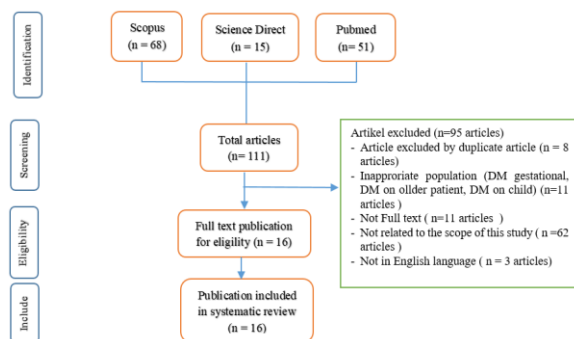 Identification
Scopus
(n = 68)
Science Direct
(n = 15)
Pubmed
(n= 51)
Screening
Total articles
(n= 111)
Artikel excluded (n=95 articles)
- Article excluded by duplicate article (n = 8
articles)
- Inapproriate population (DM gestational,
DM on ollder patient, DM on child) (n=11
articles )
- Not Full text ( n=11 articles )
- Not related to the scope of this study ( n =62
articles )
- Not in English language ( n = 3 articles)
Eligibility
Full text publication
for eligility (n = 16)
Include
Publication included
in systematic review
(n = 16)